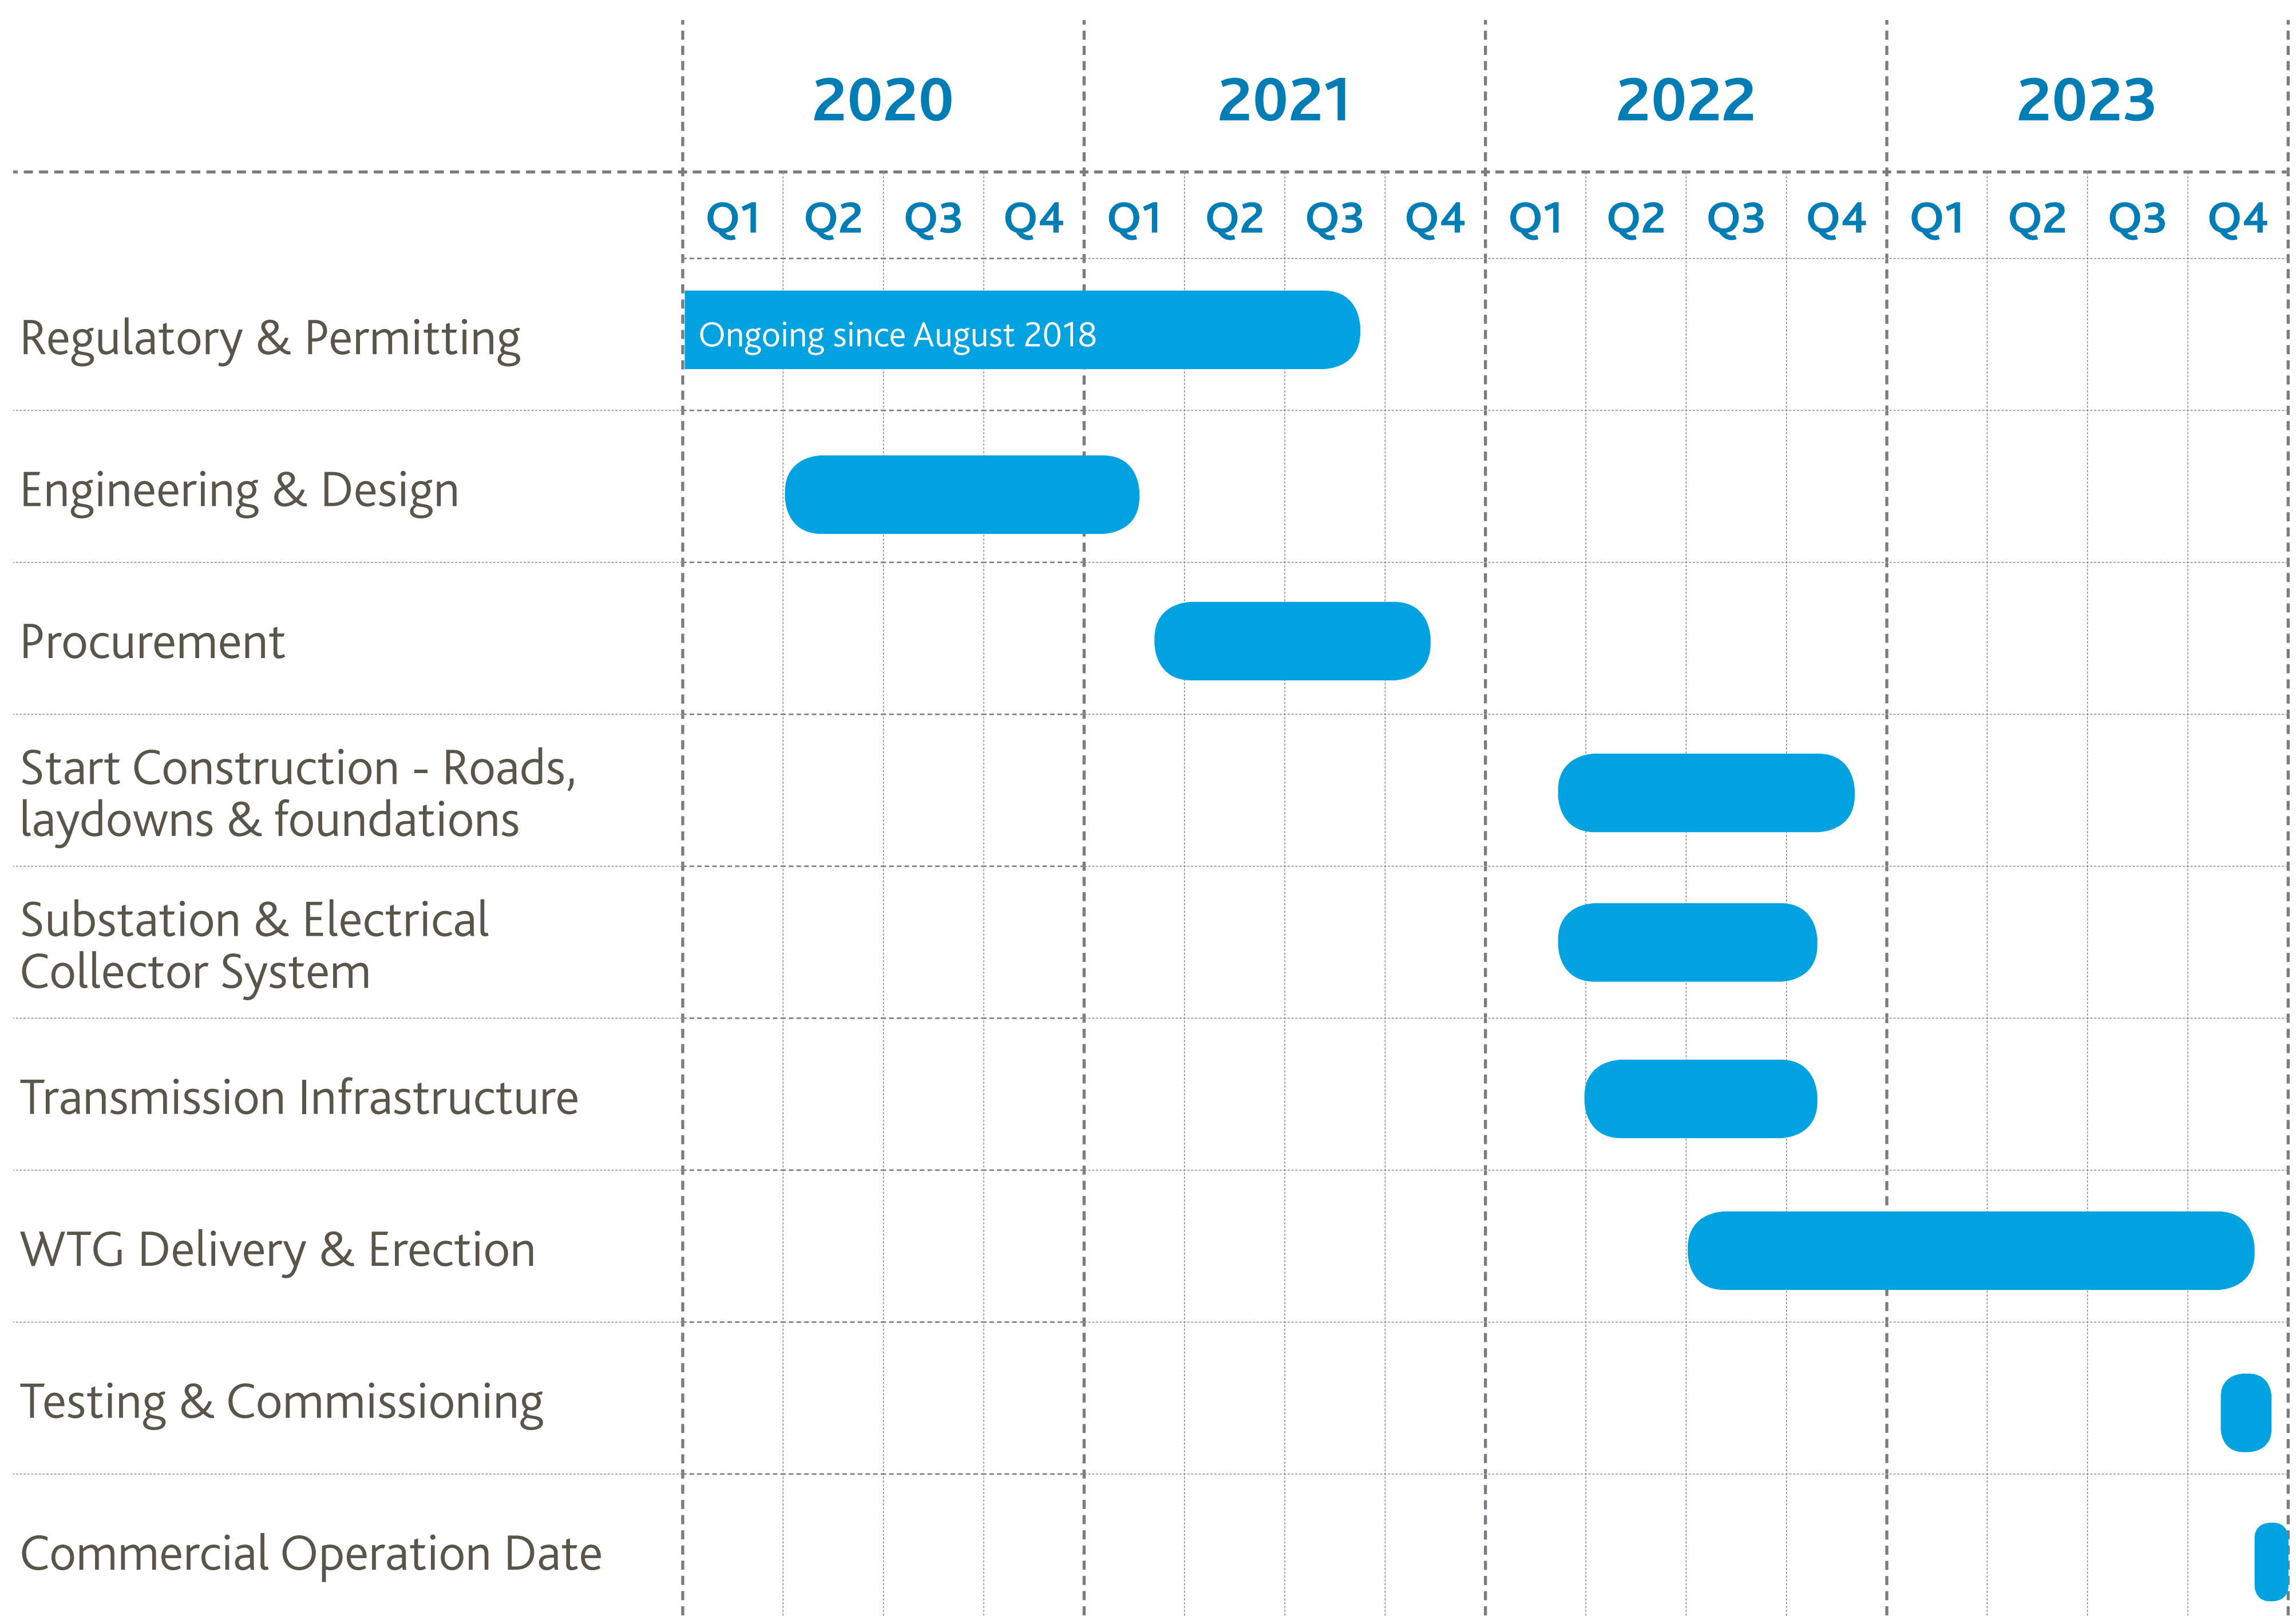 2020 2021 2022 2023
Q1 Q2 Q3 Q4 Q1 Q2 Q3 Q4 Q1 Q2 Q3 Q4 Q1 Q2 Q3 Q4
Regulatory & Permitting
Ongoing since August 2018
Engineering & Design
Procurement
Start Construction - Roads,
laydowns & foundations
Substation & Electrical
Collector System
Transmission Infrastructure
WTG Delivery & Erection
Testing & Commissioning
Commercial Operation Date